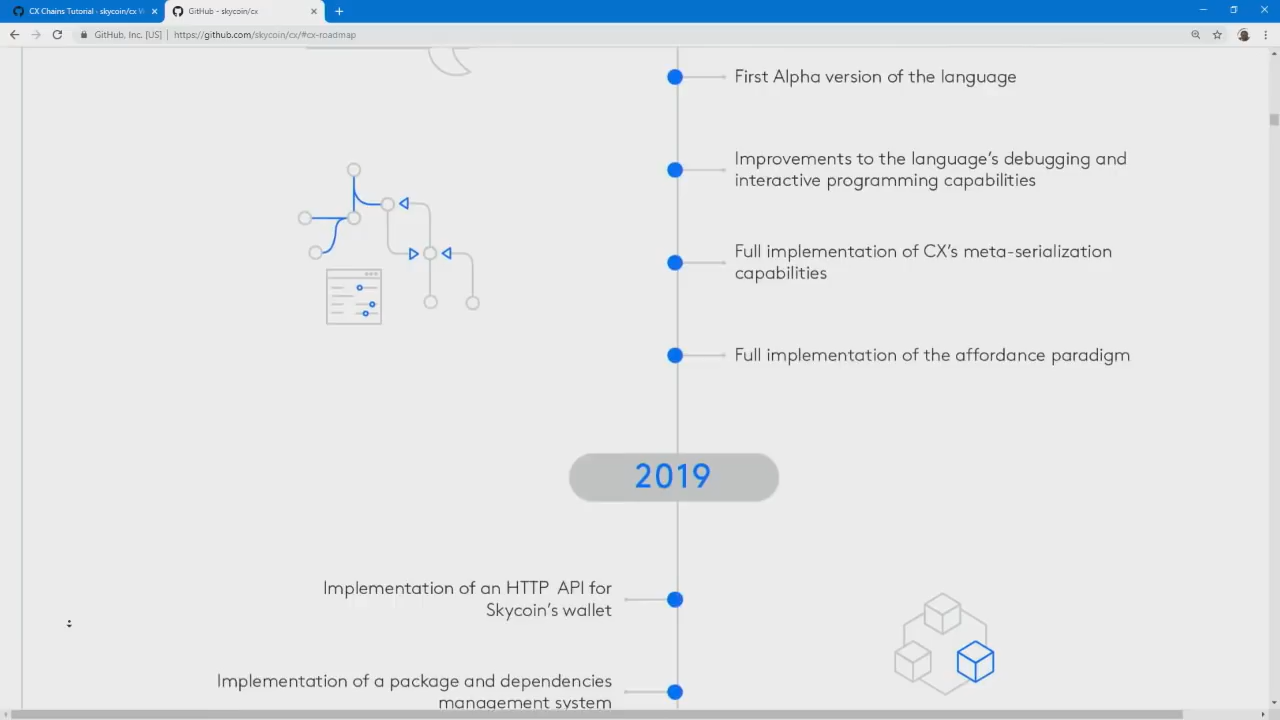 CX Chains Tutorial · skycoin/cx Wi
GitHub - skycoin/cx
GitHub, Inc. [US]
https://github.com/skycoin/cx/#cx-roadmap
First Alpha version of the language
Improvements to the language's debugging and
interactive programming capabilities
Full implementation of CX's meta-serialization
capabilities
Full implementation of the affordance paradigm
2019
Implementation of an HTTP API for
Skycoin's wallet
Implementation of a package and dependencies
management system